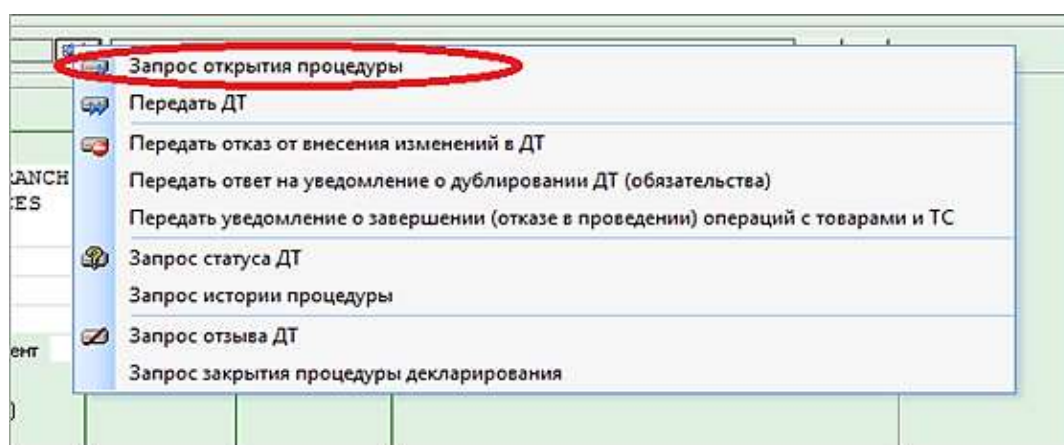 Запрос открытия процедуры
Передать ДТ
Передать отказ от внесения изменений в ДТ
Передать ответ на уведомление о дублировании ДТ (обязательства)
Передать уведомление о завершении (отказе в проведении) операций с товарами и ТС
Запрос статуса ДТ
Запрос истории процедуры
Запрос отзыва ДТ
Запрос закрытия процедуры декларирования